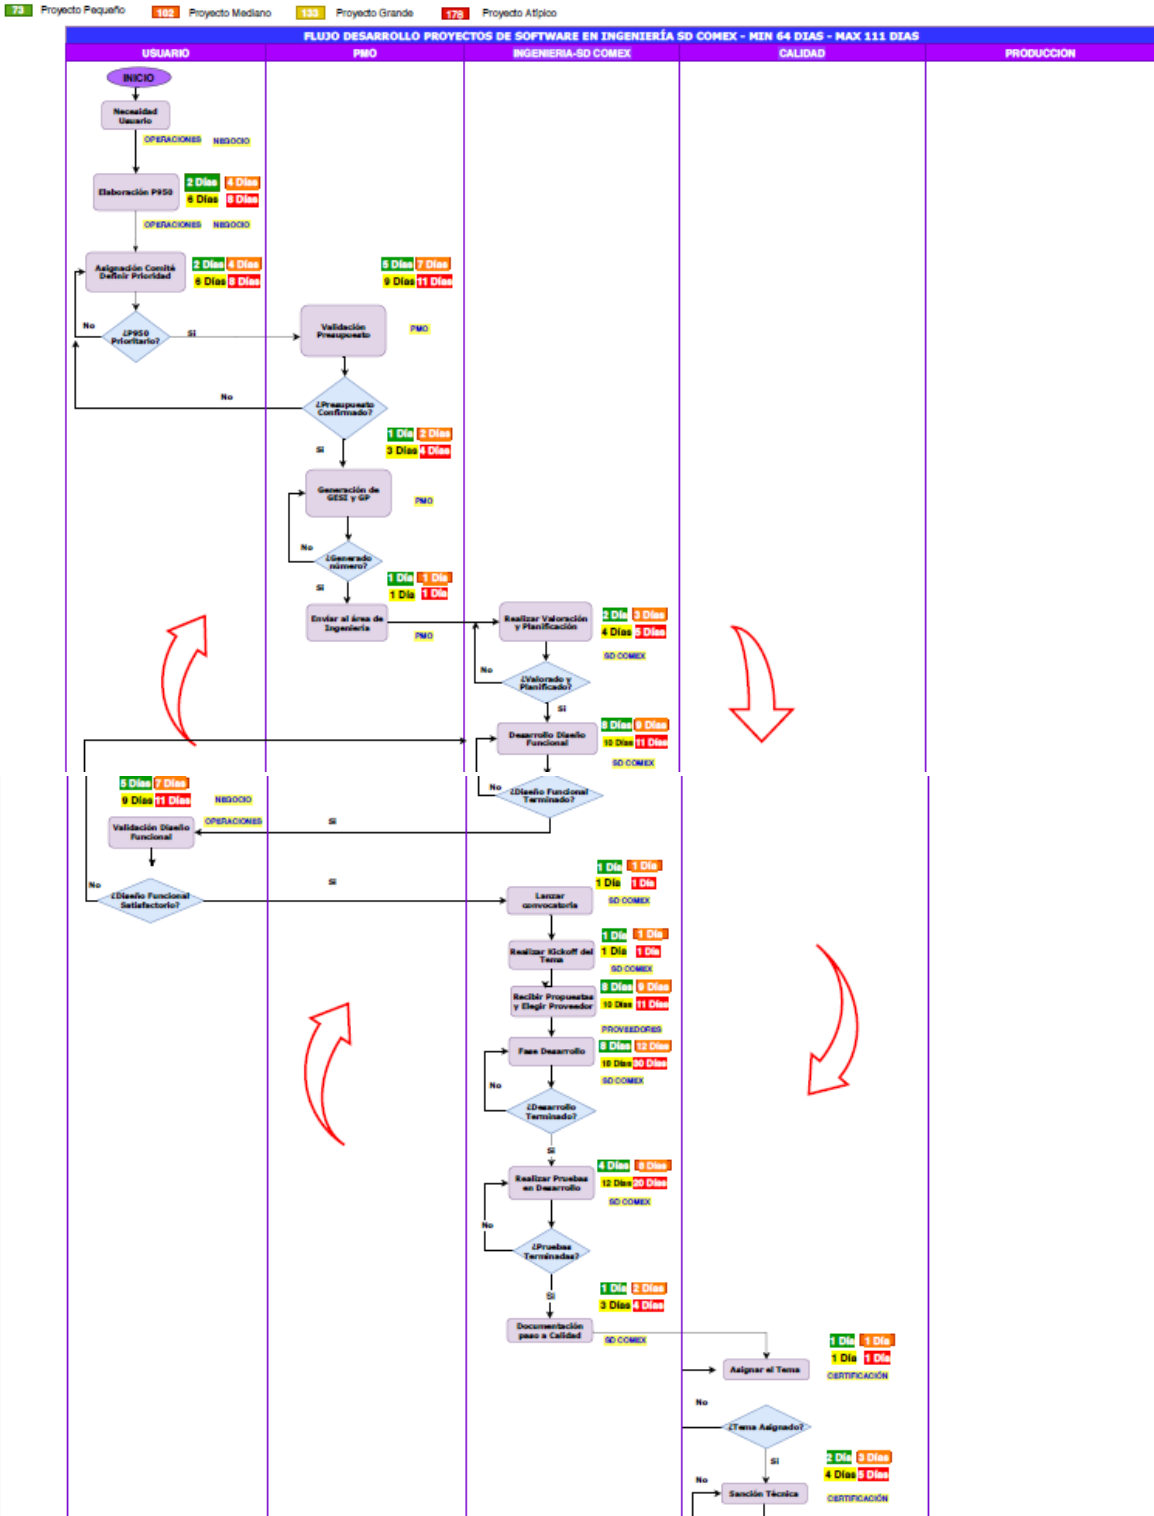 73 Proyecto Pequeño 102 Proyecto Mediano 133 Proyecto Grande 178 Proyecto Atípico
FLUJO DESARROLLO PROYECTOS DE SOFTWARE EN INGENIERÍA SD COMEX - MIN 64 DIAS - MAX 111 DIAS
USUARIO PMO INGENIERIA-SD COMEX CALIDAD PRODUCCIÓN
INICIO
Necesidad
Usuario
OPERACIONES NEGOCIO
Elaboración P950
2 Días 4 Días
6 Días 8 Días
OPERACIONES NEGOCIO
Asignación Comité
Definir Prioridad
2 Días 4 Días
6 Días 8 Días
¿P950
Prioritario?
No
Si
5 Días 7 Días
9 Días 11 Días
Validación
Presupuesto
PMO
¿Presupuesto
Confirmado?
No
Si
1 Día 2 Días
3 Días 4 Días
Generación de
GESI y GP
PMO
¿Generado
número?
No
Si
1 Día 1 Día
1 Día 1 Día
Enviar al área de
Ingeniería
PMO
Realizar Valoración
y Planificación
2 Día 3 Días
4 Días 5 Días
SD COMEX
¿Valorado y
Planificado?
No
Si
Desarrollo Diseño
Funcional
8 Días 9 Días
10 Días 11 Días
SD COMEX
¿Diseño Funcional
Terminado?
No
Si
5 Días 7 Días
9 Días 11 Días
NEGOCIO
OPERACIONES
Validación Diseño
Funcional
¿Diseño Funcional
Satisfactorio?
No
Si
Lanzar
convocatoria
1 Día 1 Día
1 Día 1 Día
SD COMEX
Realizar Kickoff del
Tema
1 Día 1 Día
1 Día 1 Día
SD COMEX
Recibir Propuestas
y Elegir Proveedor
8 Días 9 Días
10 Días 11 Días
PROVEEDORES
Fase Desarrollo
8 Días 12 Días
18 Días 30 Días
SD COMEX
No
¿Desarrollo
Terminado?
Si
Realizar Pruebas
en Desarrollo
4 Días 8 Días
12 Días 20 Días
SD COMEX
No
¿Pruebas
Terminadas?
Si
1 Día 2 Días
3 Días 4 Días
Documentación
paso a Calidad
SD COMEX
1 Día 1 Día
1 Día 1 Día
Asignar el Tema
CERTIFICACIÓN
No
¿Tema Asignado?
Si
2 Día 3 Días
4 Días 5 Días
No
Sanción Técnica
CERTIFICACIÓN